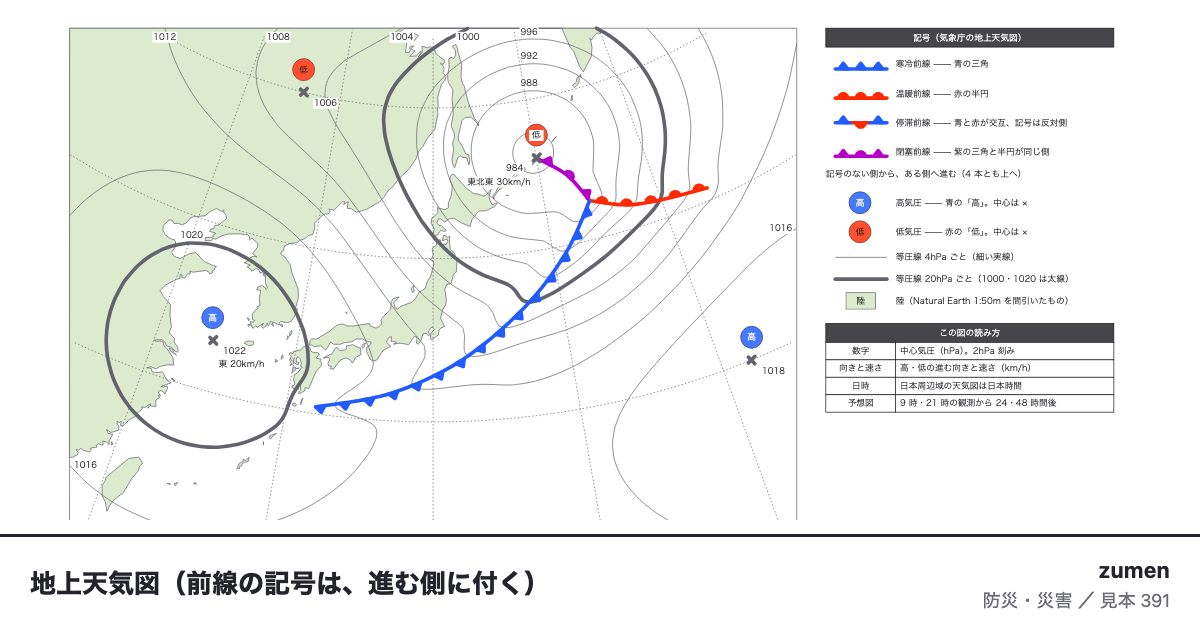 1012
1008
1004
1000
996
992
988
低
1006
低
984
東北東 30km/h
1020
1016
高
1022
東 20km/h
高
1018
1016
記号（気象庁の地上天気図）
寒冷前線 —— 青の三角
温暖前線 —— 赤の半円
停滞前線 —— 青と赤が交互、記号は反対側
閉塞前線 —— 紫の三角と半円が同じ側
記号のない側から、ある側へ進む（4 本とも上へ）
高 高気圧 —— 青の「高」。中心は ×
低 低気圧 —— 赤の「低」。中心は ×
等圧線 4hPa ごと（細い実線）
等圧線 20hPa ごと（1000・1020 は太線）
陸 陸（Natural Earth 1:50m を間引いたもの）
この図の読み方
数字 中心気圧（hPa）。2hPa 刻み
向きと速さ 高・低の進む向きと速さ（km/h）
日時 日本周辺域の天気図は日本時間
予想図 9 時・21 時の観測から 24・48 時間後
地上天気図（前線の記号は、進む側に付く）
zumen
防災・災害 ／ 見本 391